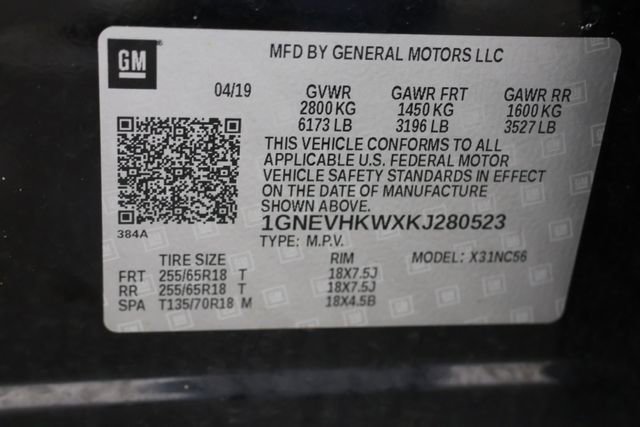 GM
MFD BY GENERAL MOTORS LLC
04/19 GVWR GAWR FRT GAWR RR
2800 KG 1450 KG 1600 KG
6173 LB 3196 LB 3527 LB
THIS VEHICLE CONFORMS TO ALL
APPLICABLE U.S. FEDERAL MOTOR
VEHICLE SAFETY STANDARDS IN EFFECT
ON THE DATE OF MANUFACTURE
SHOWN ABOVE.
1GNEVHKWXKJ280523
384A
TYPE: M.P.V. MODEL: X31NC56
TIRE SIZE RIM
FRT 255/65R18 T 18X7.5J
RR 255/65R18 T 18X7.5J
SPA T135/70R18 M 18X4.5B